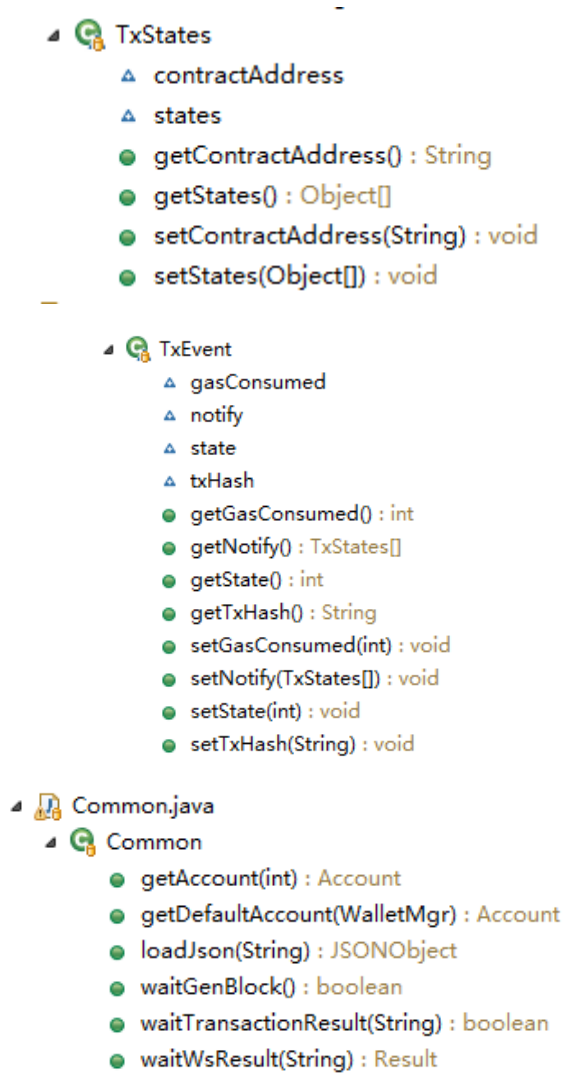 TxStates
contractAddress
states
getContractAddress() : String
getStates() : Object[]
setContractAddress(String) : void
setStates(Object[]) : void
TxEvent
gasConsumed
notify
state
txHash
getGasConsumed() : int
getNotify() : TxStates[]
getState() : int
getTxHash() : String
setGasConsumed(int) : void
setNotify(TxStates[]) : void
setState(int) : void
setTxHash(String) : void
Common.java
Common
getAccount(int) : Account
getDefaultAccount(WalletMgr) : Account
loadJson(String) : JSONObject
waitGenBlock() : boolean
waitTransactionResult(String) : boolean
waitWsResult(String) : Result